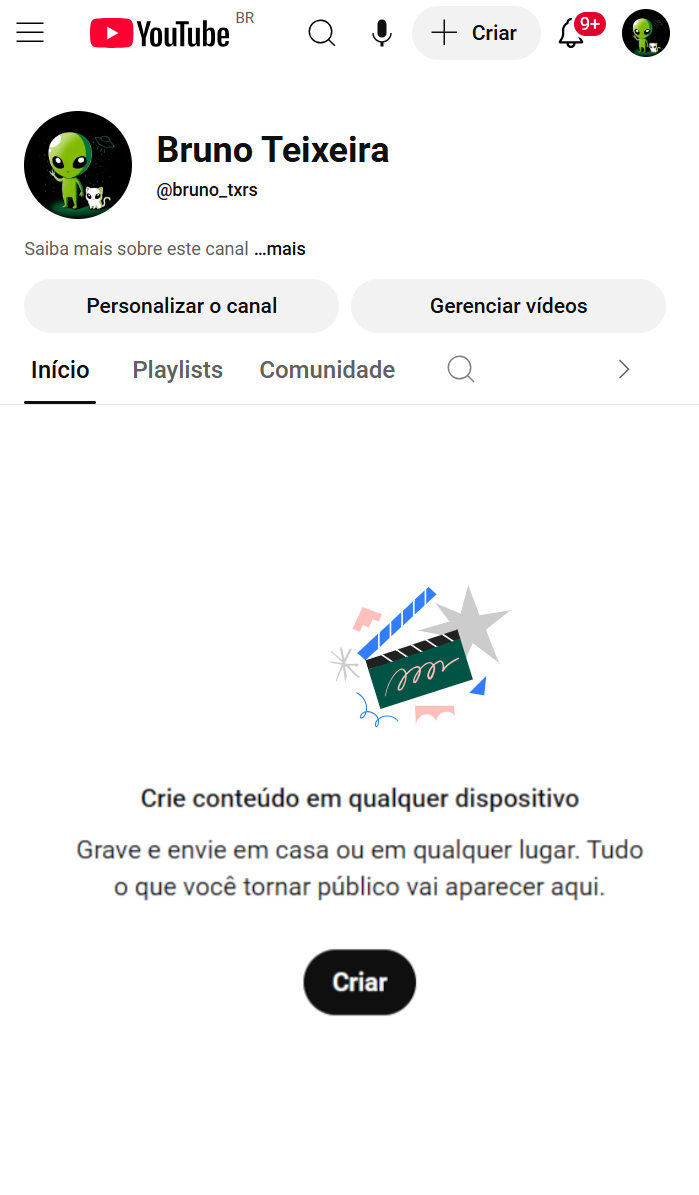 YouTube BR
Criar
9+
Bruno Teixeira
@bruno_txrs
Saiba mais sobre este canal ...mais
Personalizar o canal
Gerenciar vídeos
Início
Playlists
Comunidade
Crie conteúdo em qualquer dispositivo
Grave e envie em casa ou em qualquer lugar. Tudo
o que você tornar público vai aparecer aqui.
Criar